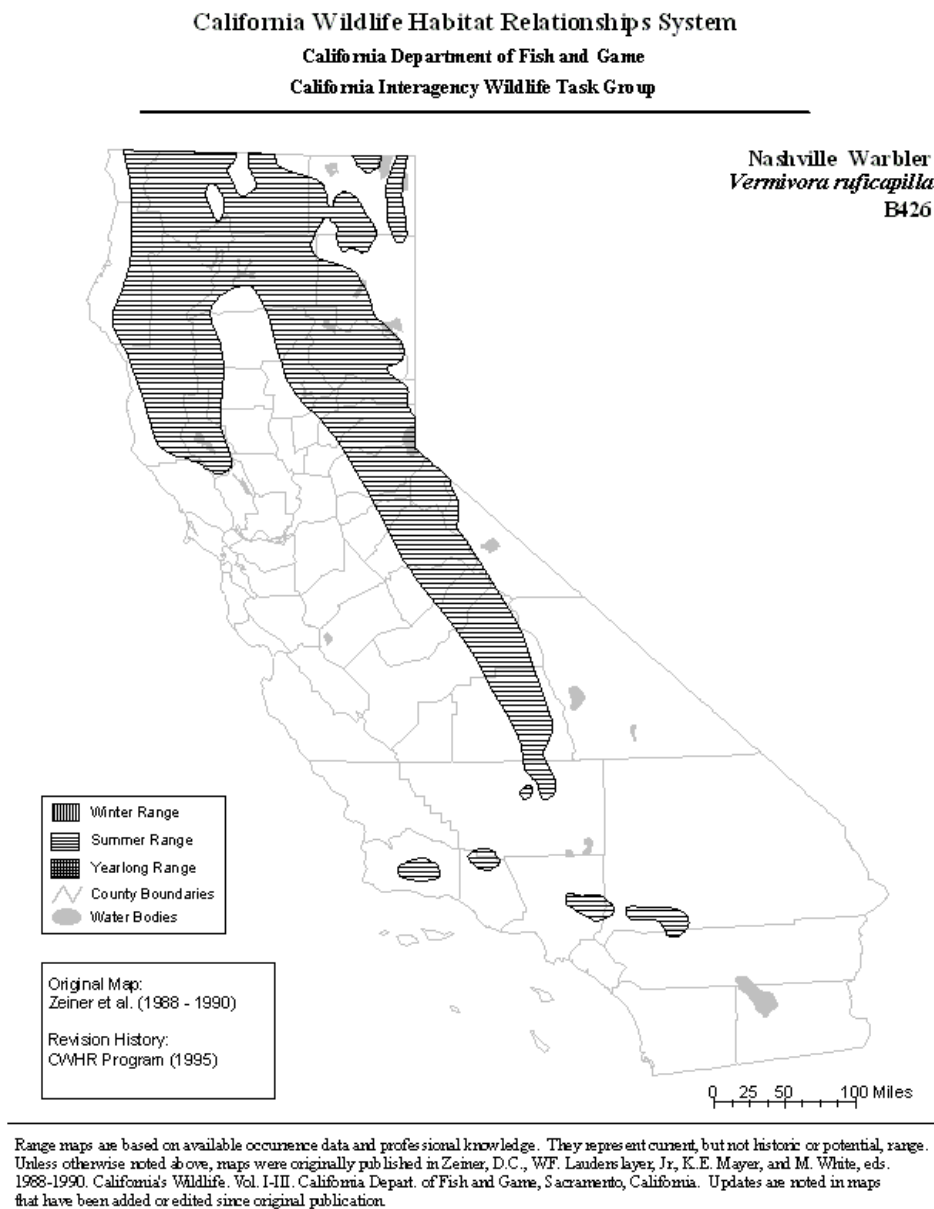 California Wildlife Habitat Relationships System
California Department of Fish and Game
California Interagency Wildlife Task Group
Nashville Warbler
Vermivora ruficapilla
B426
Winter Range
Summer Range
Yearlong Range
County Boundaries
Water Bodies
Original Map:
Zeiner et al. (1988 - 1990)
Revision History:
CWHR Program (1995)
0 25 50 100 Miles
Range maps are based on available occurrence data and professional knowledge. They represent current, but not historic or potential, range.
Unless otherwise noted above, maps were originally published in Zeiner, D.C., W.F. Laudenslayer, Jr., K.E. Mayer, and M. White, eds.
1988-1990. California's Wildlife. Vol. I-III. California Depart. of Fish and Game, Sacramento, California. Updates are noted in maps
that have been added or edited since original publication.